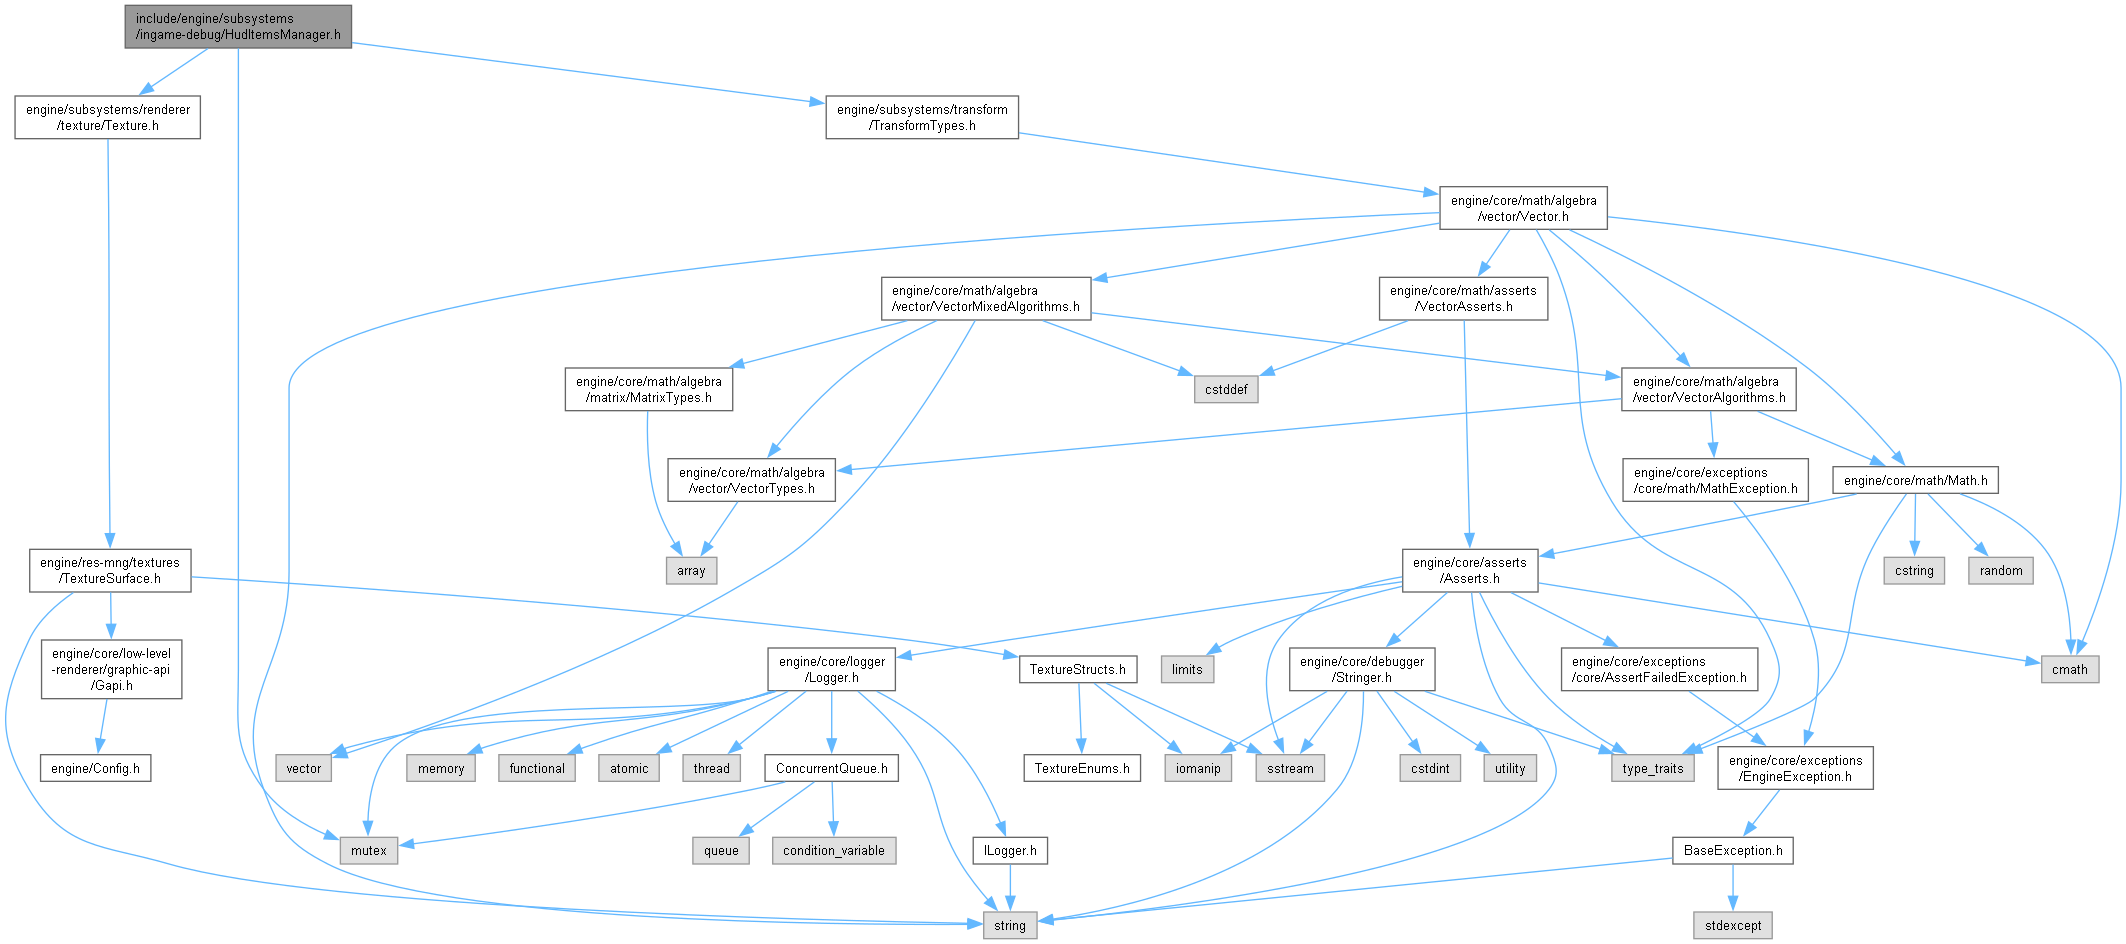 include/engine/subsystems
/ingame-debug/HudItemsManager.h
engine/subsystems/renderer
/texture/Texture.h
engine/subsystems/transform
/TransformTypes.h
engine/core/math/algebra
/vector/Vector.h
engine/core/math/algebra
/vector/VectorMixedAlgorithms.h
engine/core/math/asserts
/VectorAsserts.h
engine/core/math/algebra
/matrix/MatrixTypes.h
cstddef
engine/core/math/algebra
/vector/VectorAlgorithms.h
engine/core/math/algebra
/vector/VectorTypes.h
engine/core/exceptions
/core/math/MathException.h
engine/core/math/Math.h
engine/res-mng/textures
/TextureSurface.h
array
engine/core/asserts
/Asserts.h
cstring
random
engine/core/low-level
-renderer/graphic-api
/Gapi.h
engine/core/logger
/Logger.h
TextureStructs.h
limits
engine/core/debugger
/Stringer.h
engine/core/exceptions
/core/AssertFailedException.h
cmath
engine/Config.h
vector
memory
functional
atomic
thread
ConcurrentQueue.h
TextureEnums.h
iomanip
sstream
cstdint
utility
type_traits
engine/core/exceptions
/EngineException.h
mutex
queue
condition_variable
ILogger.h
BaseException.h
string
stdexcept